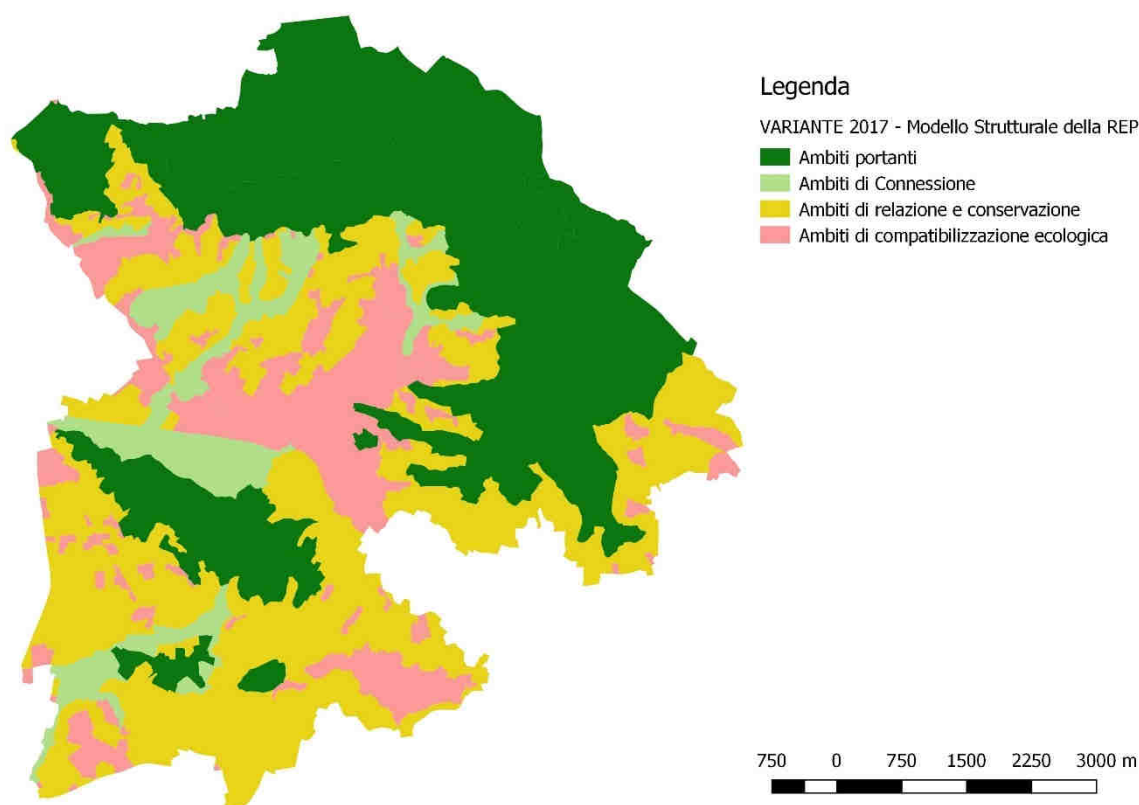 Legenda
VARIANTE 2017 - Modello Strutturale della REP
Ambiti portanti
Ambiti di Connessione
Ambiti di relazione e conservazione
Ambiti di compatibilizzazione ecologica
750 0 750 1500 2250 3000 m